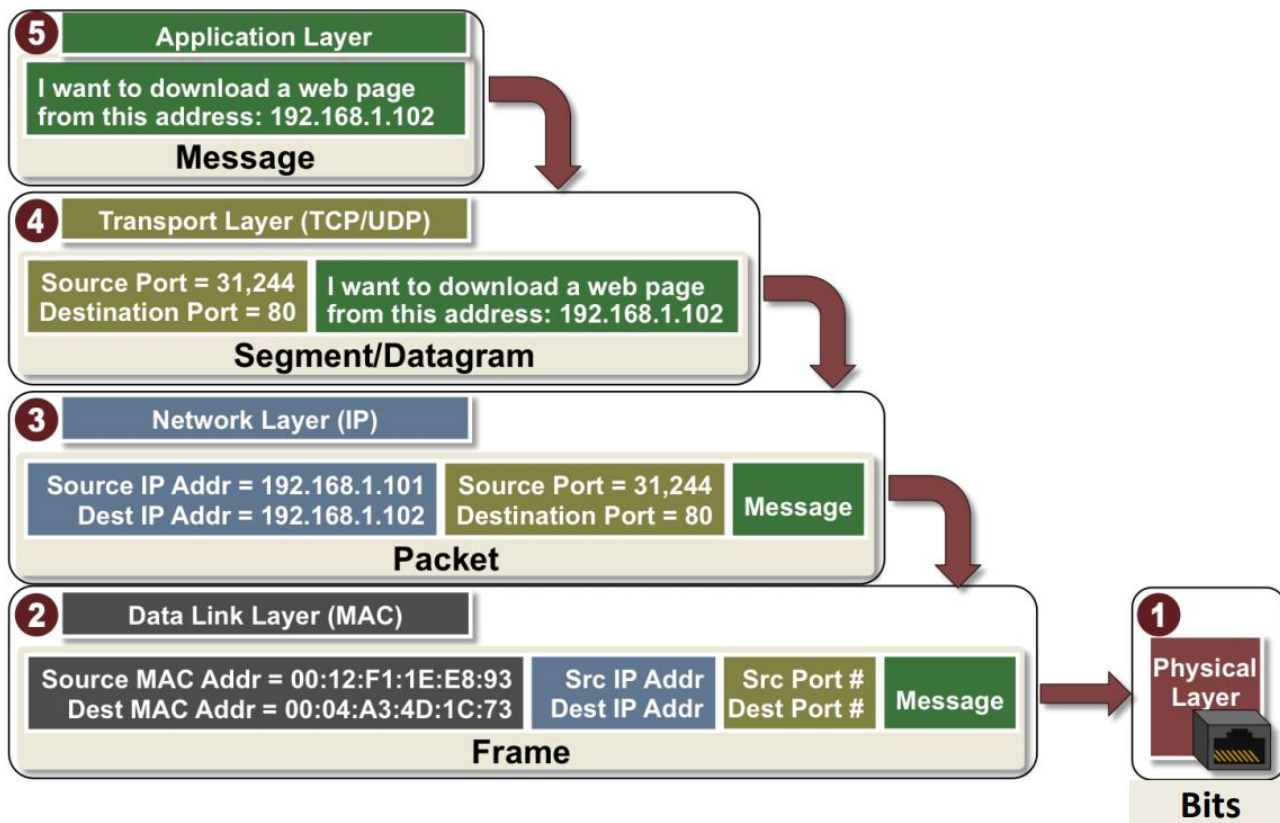 5
Application Layer
I want to download a web page
from this address: 192.168.1.102
Message
4
Transport Layer (TCP/UDP)
Source Port = 31,244
Destination Port = 80
I want to download a web page
from this address: 192.168.1.102
Segment/Datagram
3
Network Layer (IP)
Source IP Addr = 192.168.1.101
Dest IP Addr = 192.168.1.102
Source Port = 31,244
Destination Port = 80
Message
Packet
2
Data Link Layer (MAC)
Source MAC Addr = 00:12:F1:1E:E8:93
Dest MAC Addr = 00:04:A3:4D:1C:73
Src IP Addr
Dest IP Addr
Src Port #
Dest Port #
Message
Frame
1
Physical
Layer
Bits